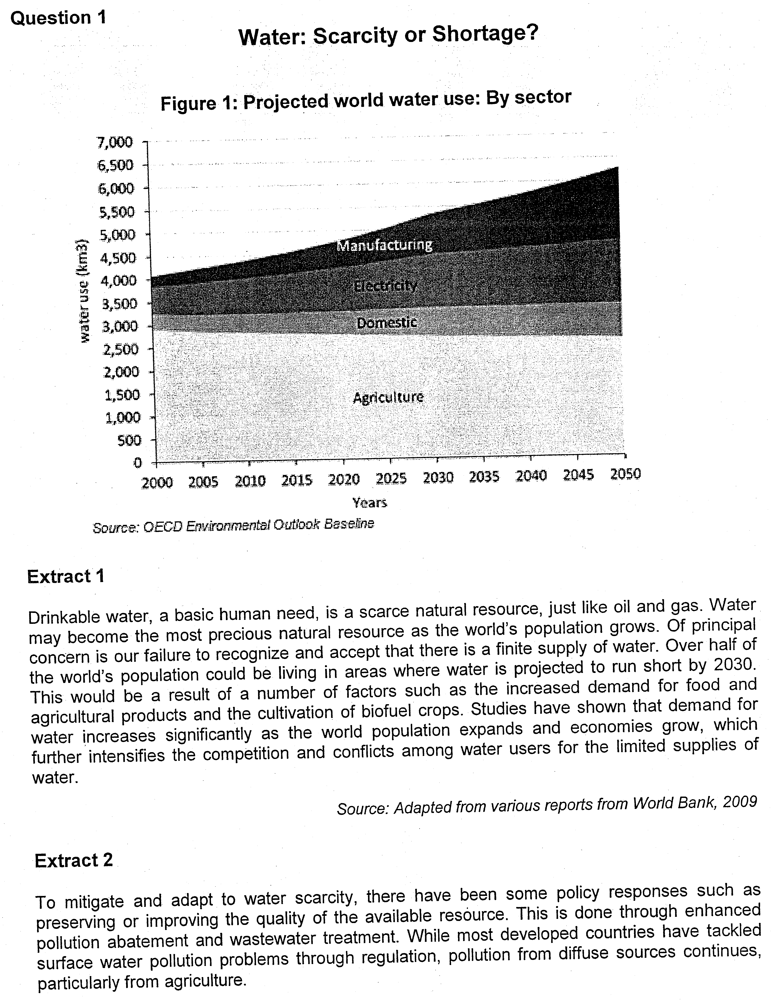 Question 1
Water: Scarcity or Shortage?
Figure 1: Projected world water use: By sector
7,000
6,500
6,000
5,500
5,000
4,500
4,000
3,500
3,000
2,500
2,000
1,500
1,000
500
0
water use (km3)
Manufacturing
Electricity
Domestic
Agriculture
2000 2005 2010 2015 2020 2025 2030 2035 2040 2045 2050
Years
Source: OECD Environmental Outlook Baseline
Extract 1
Drinkable water, a basic human need, is a scarce natural resource, just like oil and gas. Water
may become the most precious natural resource as the world's population grows. Of principal
concern is our failure to recognize and accept that there is a finite supply of water. Over half of
the world's population could be living in areas where water is projected to run short by 2030.
This would be a result of a number of factors such as the increased demand for food and
agricultural products and the cultivation of biofuel crops. Studies have shown that demand for
water increases significantly as the world population expands and economies grow, which
further intensifies the competition and conflicts among water users for the limited supplies of
water.
Source: Adapted from various reports from World Bank, 2009
Extract 2
To mitigate and adapt to water scarcity, there have been some policy responses such as
preserving or improving the quality of the available resource. This is done through enhanced
pollution abatement and wastewater treatment. While most developed countries have tackled
surface water pollution problems through regulation, pollution from diffuse sources continues,
particularly from agriculture.